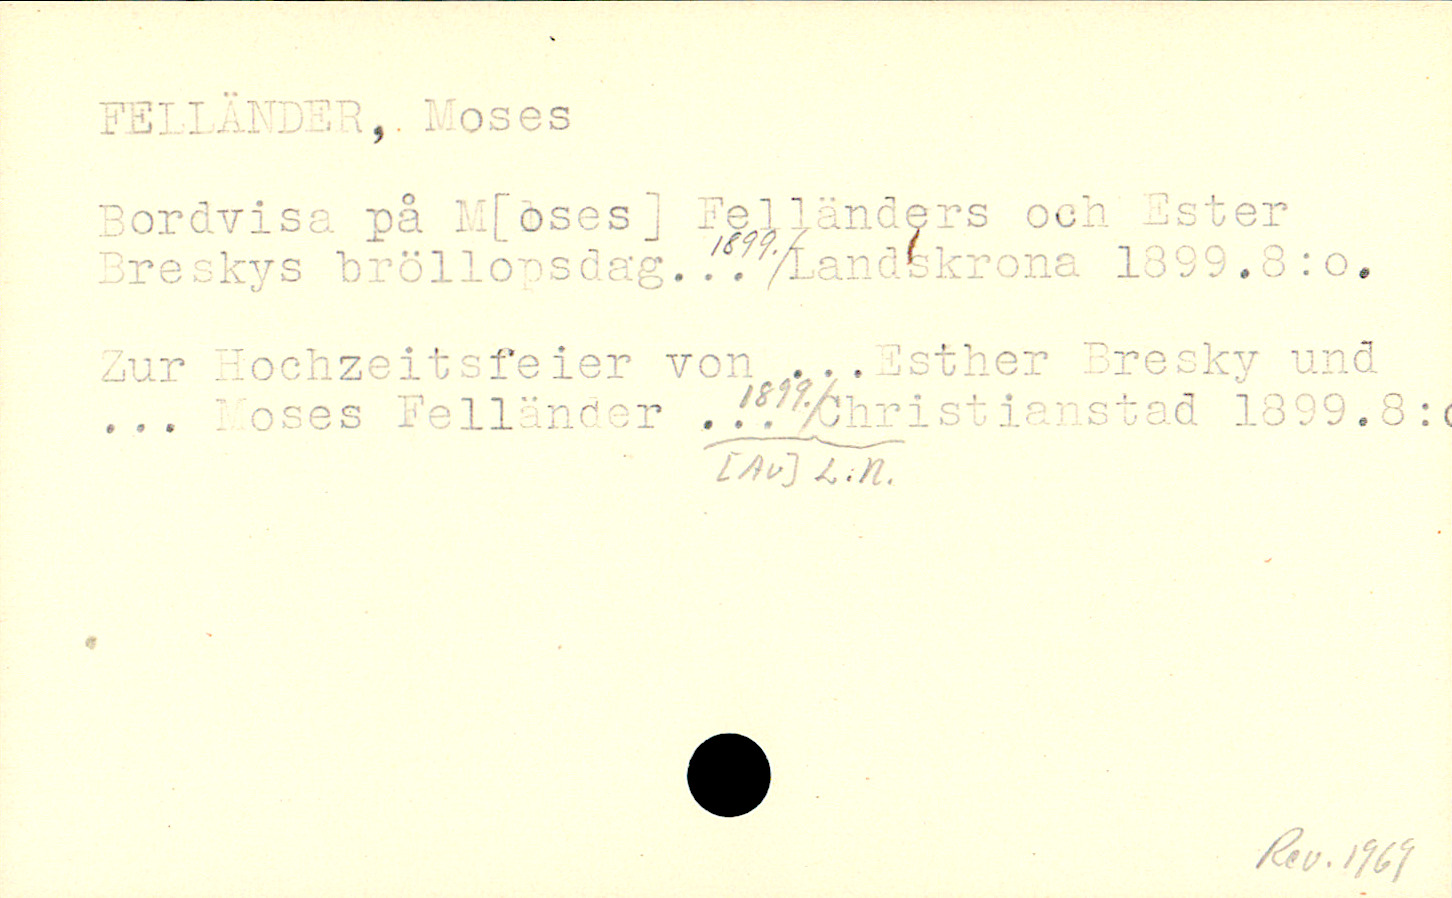 FELLÄNDER, Moses
Bordvisa på M[oses] Felländers och Ester
Breskys bröllopsdag... 1899./Landskrona 1899.8:o.
Zur Hochzeitsfeier von ...Esther Bresky und
... Moses Felländer ... 1899./Christianstad 1899.8:o
[Av] L.N.
Rev. 1969